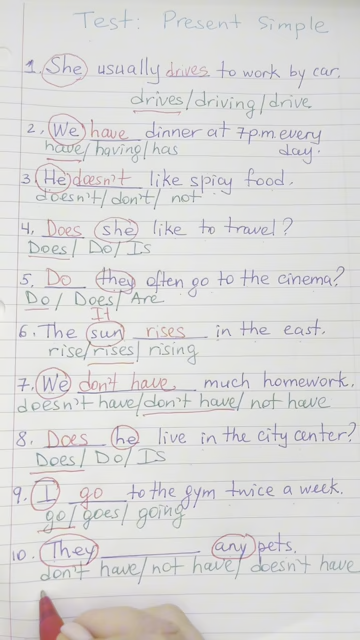 Test: Present Simple
1. She usually drives to work by car.
drives/driving/drive
2. We have dinner at 7p.m every day.
have/having/has
3 He doesn't like spicy food.
doesn't/don't/not
4. Does she like to travel?
Does/Do/Is
5. Do they often go to the cinema?
Do/Does/Are
It
6. The sun rises in the east.
rise/rises/rising
7. We don't have much homework.
doesn't have/don't have/not have
8. Does he live in the city center?
Does/Do/Is
9. I go to the gym twice a week.
go/goes/going
10. They ________ any pets.
don't have/not have/doesn't have